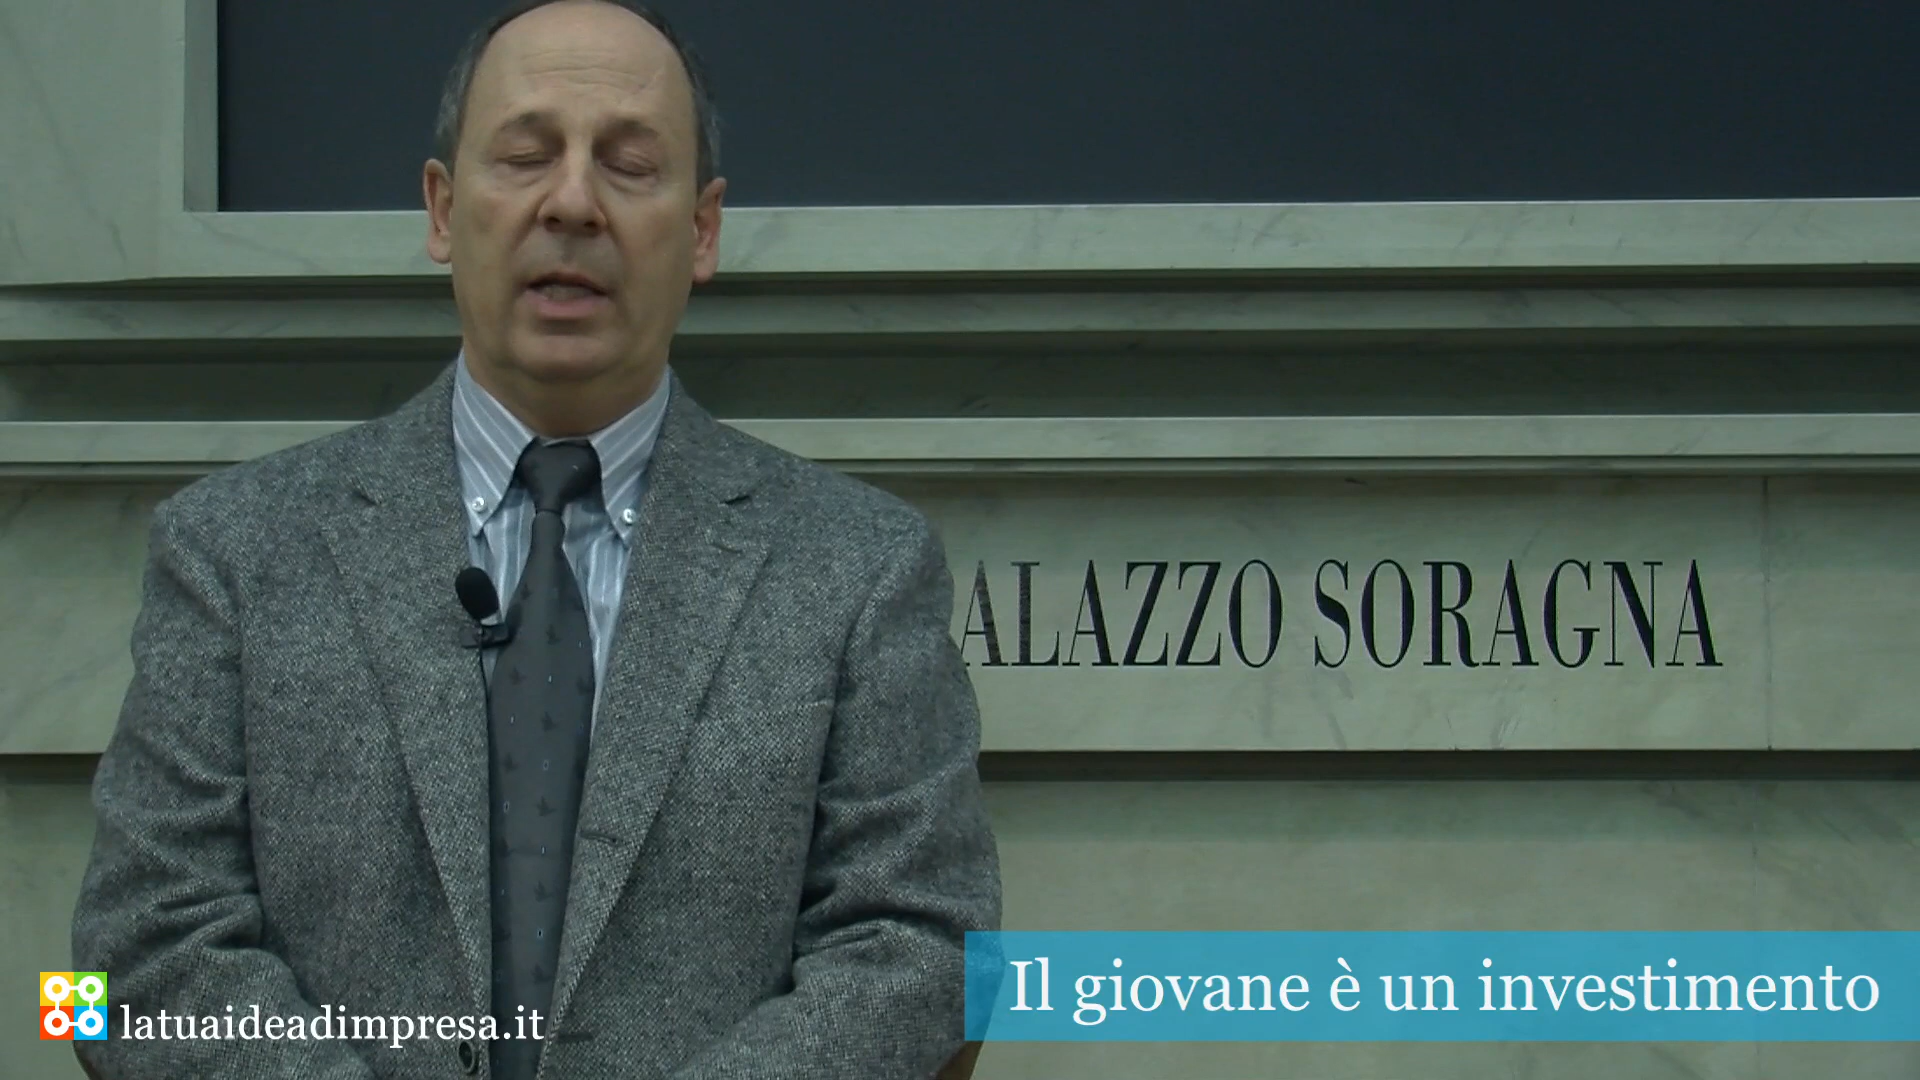 ALAZZO SORAGNA
Il giovane è un investimento
latuaideadimpresa.it